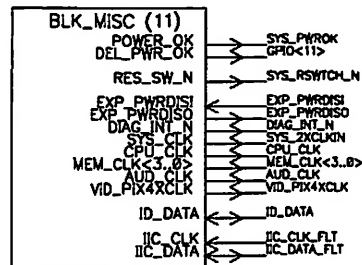 BLK_MISC (11)
POWER_OK SYS_PWROK
DEL_PWR_OK GPIO<11>
RES_SW_N SYS_RSWTCH_N
EXP_PWRDISI EXP_PWRDISI
EXP_PWRDISO EXP_PWRDISO
DIAG_INT_N DIAG_INT_N
SYS_CLK SYS_2XCLKIN
CPU_CLK CPU_CLK
MEM_CLK<3..0> MEM_CLK<3..0>
AUD_CLK AUD_CLK
VID_PIX4XCLK VID_PIX4XCLK
ID_DATA ID_DATA
IIC_CLK IIC_CLK_FLT
IIC_DATA IIC_DATA_FLT